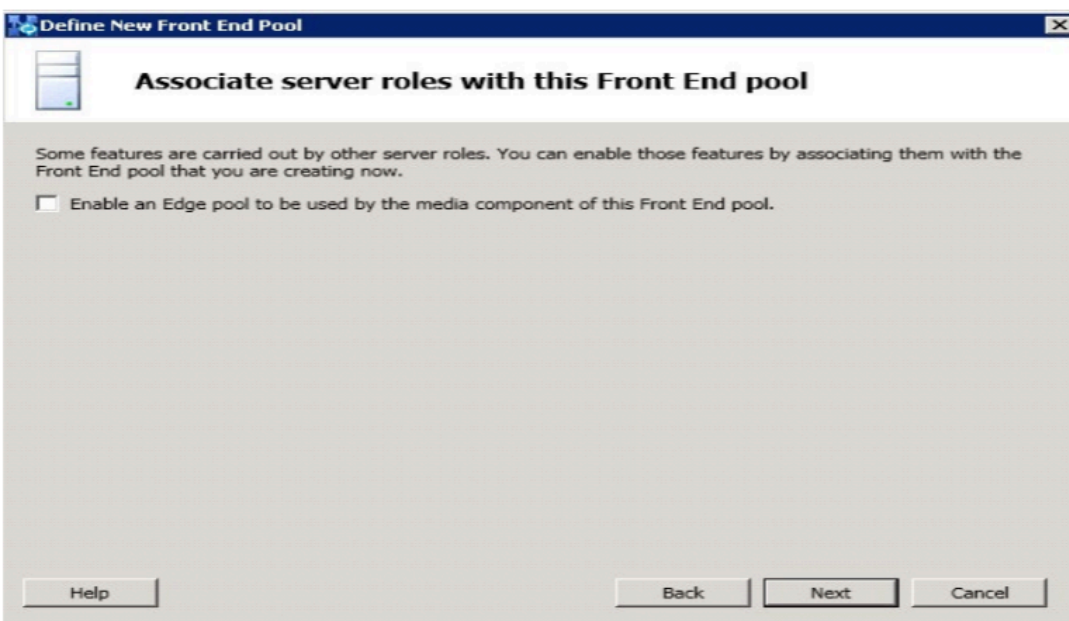 Define New Front End Pool
Associate server roles with this Front End pool
Some features are carried out by other server roles. You can enable those features by associating them with the
Front End pool that you are creating now.
Enable an Edge pool to be used by the media component of this Front End pool.
Help
Back
Next
Cancel